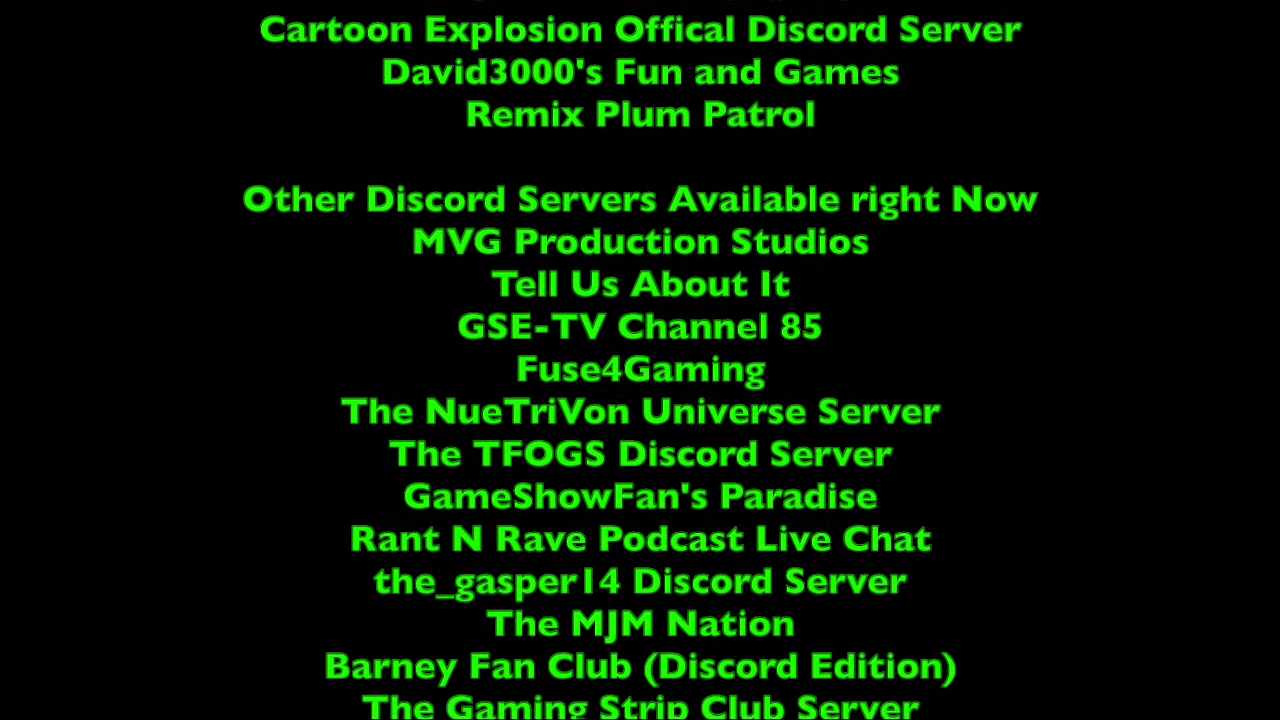 Cartoon Explosion Offical Discord Server
David3000's Fun and Games
Remix Plum Patrol
Other Discord Servers Available right Now
MVG Production Studios
Tell Us About It
GSE-TV Channel 85
Fuse4Gaming
The NueTriVon Universe Server
The TFOGS Discord Server
GameShowFan's Paradise
Rant N Rave Podcast Live Chat
the_gasper14 Discord Server
The MJM Nation
Barney Fan Club (Discord Edition)
The Gaming Strip Club Server